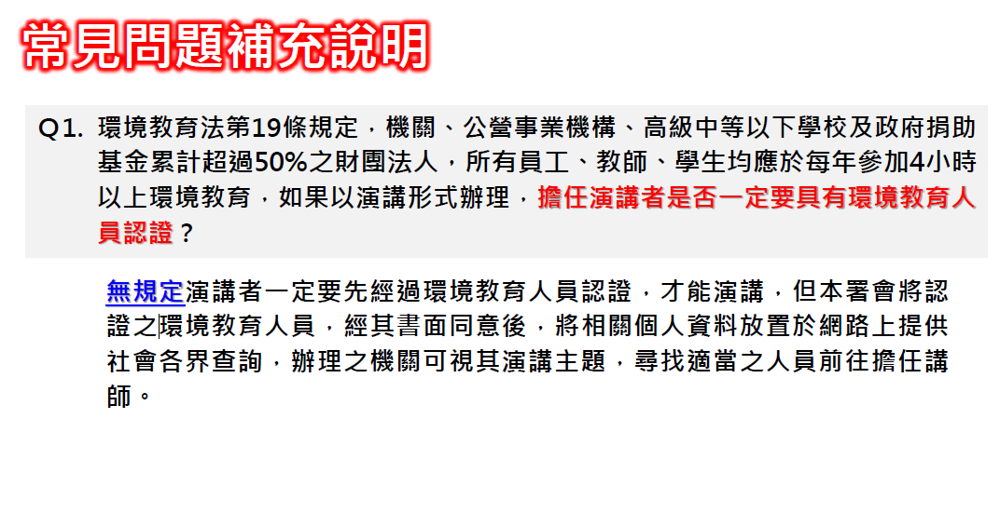 常見問題補充說明
Q1. 環境教育法第19條規定，機關、公營事業機構、高級中等以下學校及政府捐助
基金累計超過50%之財團法人，所有員工、教師、學生均應於每年參加4小時
以上環境教育，如果以演講形式辦理，擔任演講者是否一定要具有環境教育人
員認證？
無規定演講者一定要先經過環境教育人員認證，才能演講，但本署會將認
證之環境教育人員，經其書面同意後，將相關個人資料放置於網路上提供
社會各界查詢，辦理之機關可視其演講主題，尋找適當之人員前往擔任講
師。